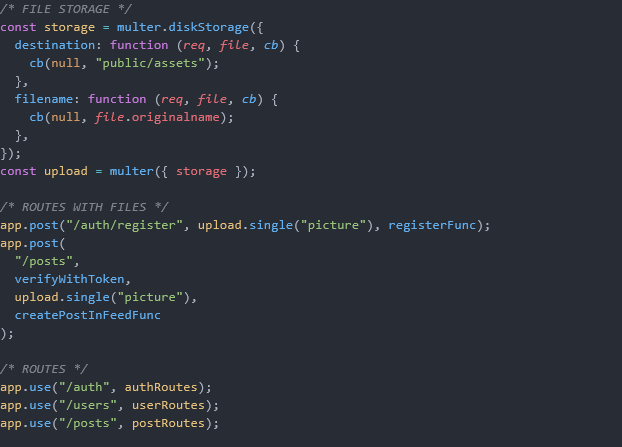 /* FILE STORAGE */
const storage = multer.diskStorage({
  destination: function (req, file, cb) {
    cb(null, "public/assets");
  },
  filename: function (req, file, cb) {
    cb(null, file.originalname);
  },
});
const upload = multer({ storage });

/* ROUTES WITH FILES */
app.post("/auth/register", upload.single("picture"), registerFunc);
app.post(
  "/posts",
  verifyWithToken,
  upload.single("picture"),
  createPostInFeedFunc
);

/* ROUTES */
app.use("/auth", authRoutes);
app.use("/users", userRoutes);
app.use("/posts", postRoutes);